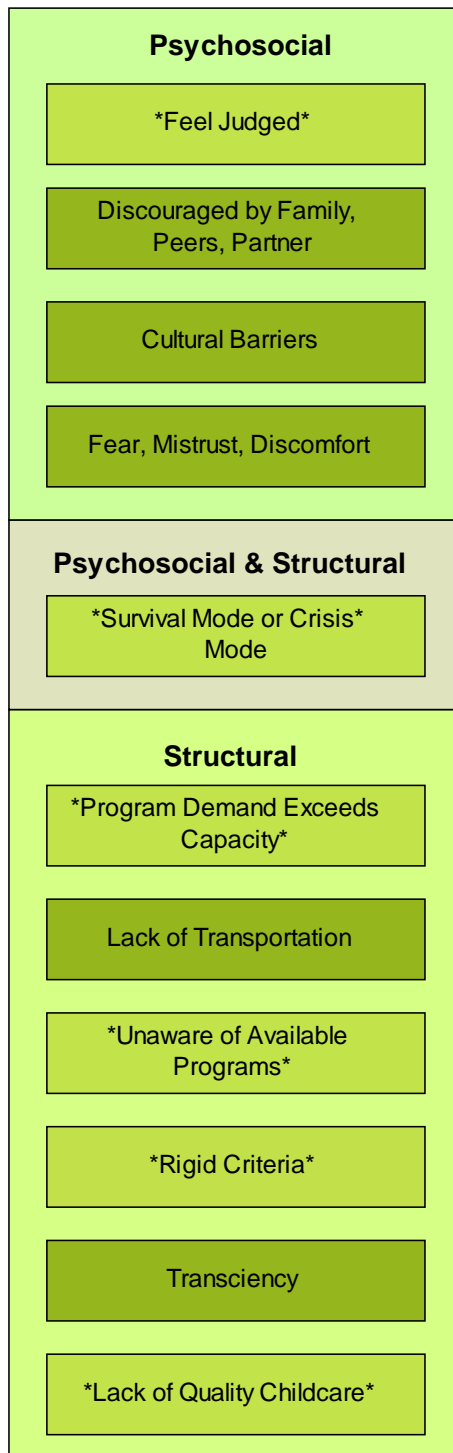 Psychosocial
*Feel Judged*
Discouraged by Family,
Peers, Partner
Cultural Barriers
Fear, Mistrust, Discomfort
Psychosocial & Structural
*Survival Mode or Crisis*
Mode
Structural
*Program Demand Exceeds
Capacity*
Lack of Transportation
*Unaware of Available
Programs*
*Rigid Criteria*
Transciency
*Lack of Quality Childcare*